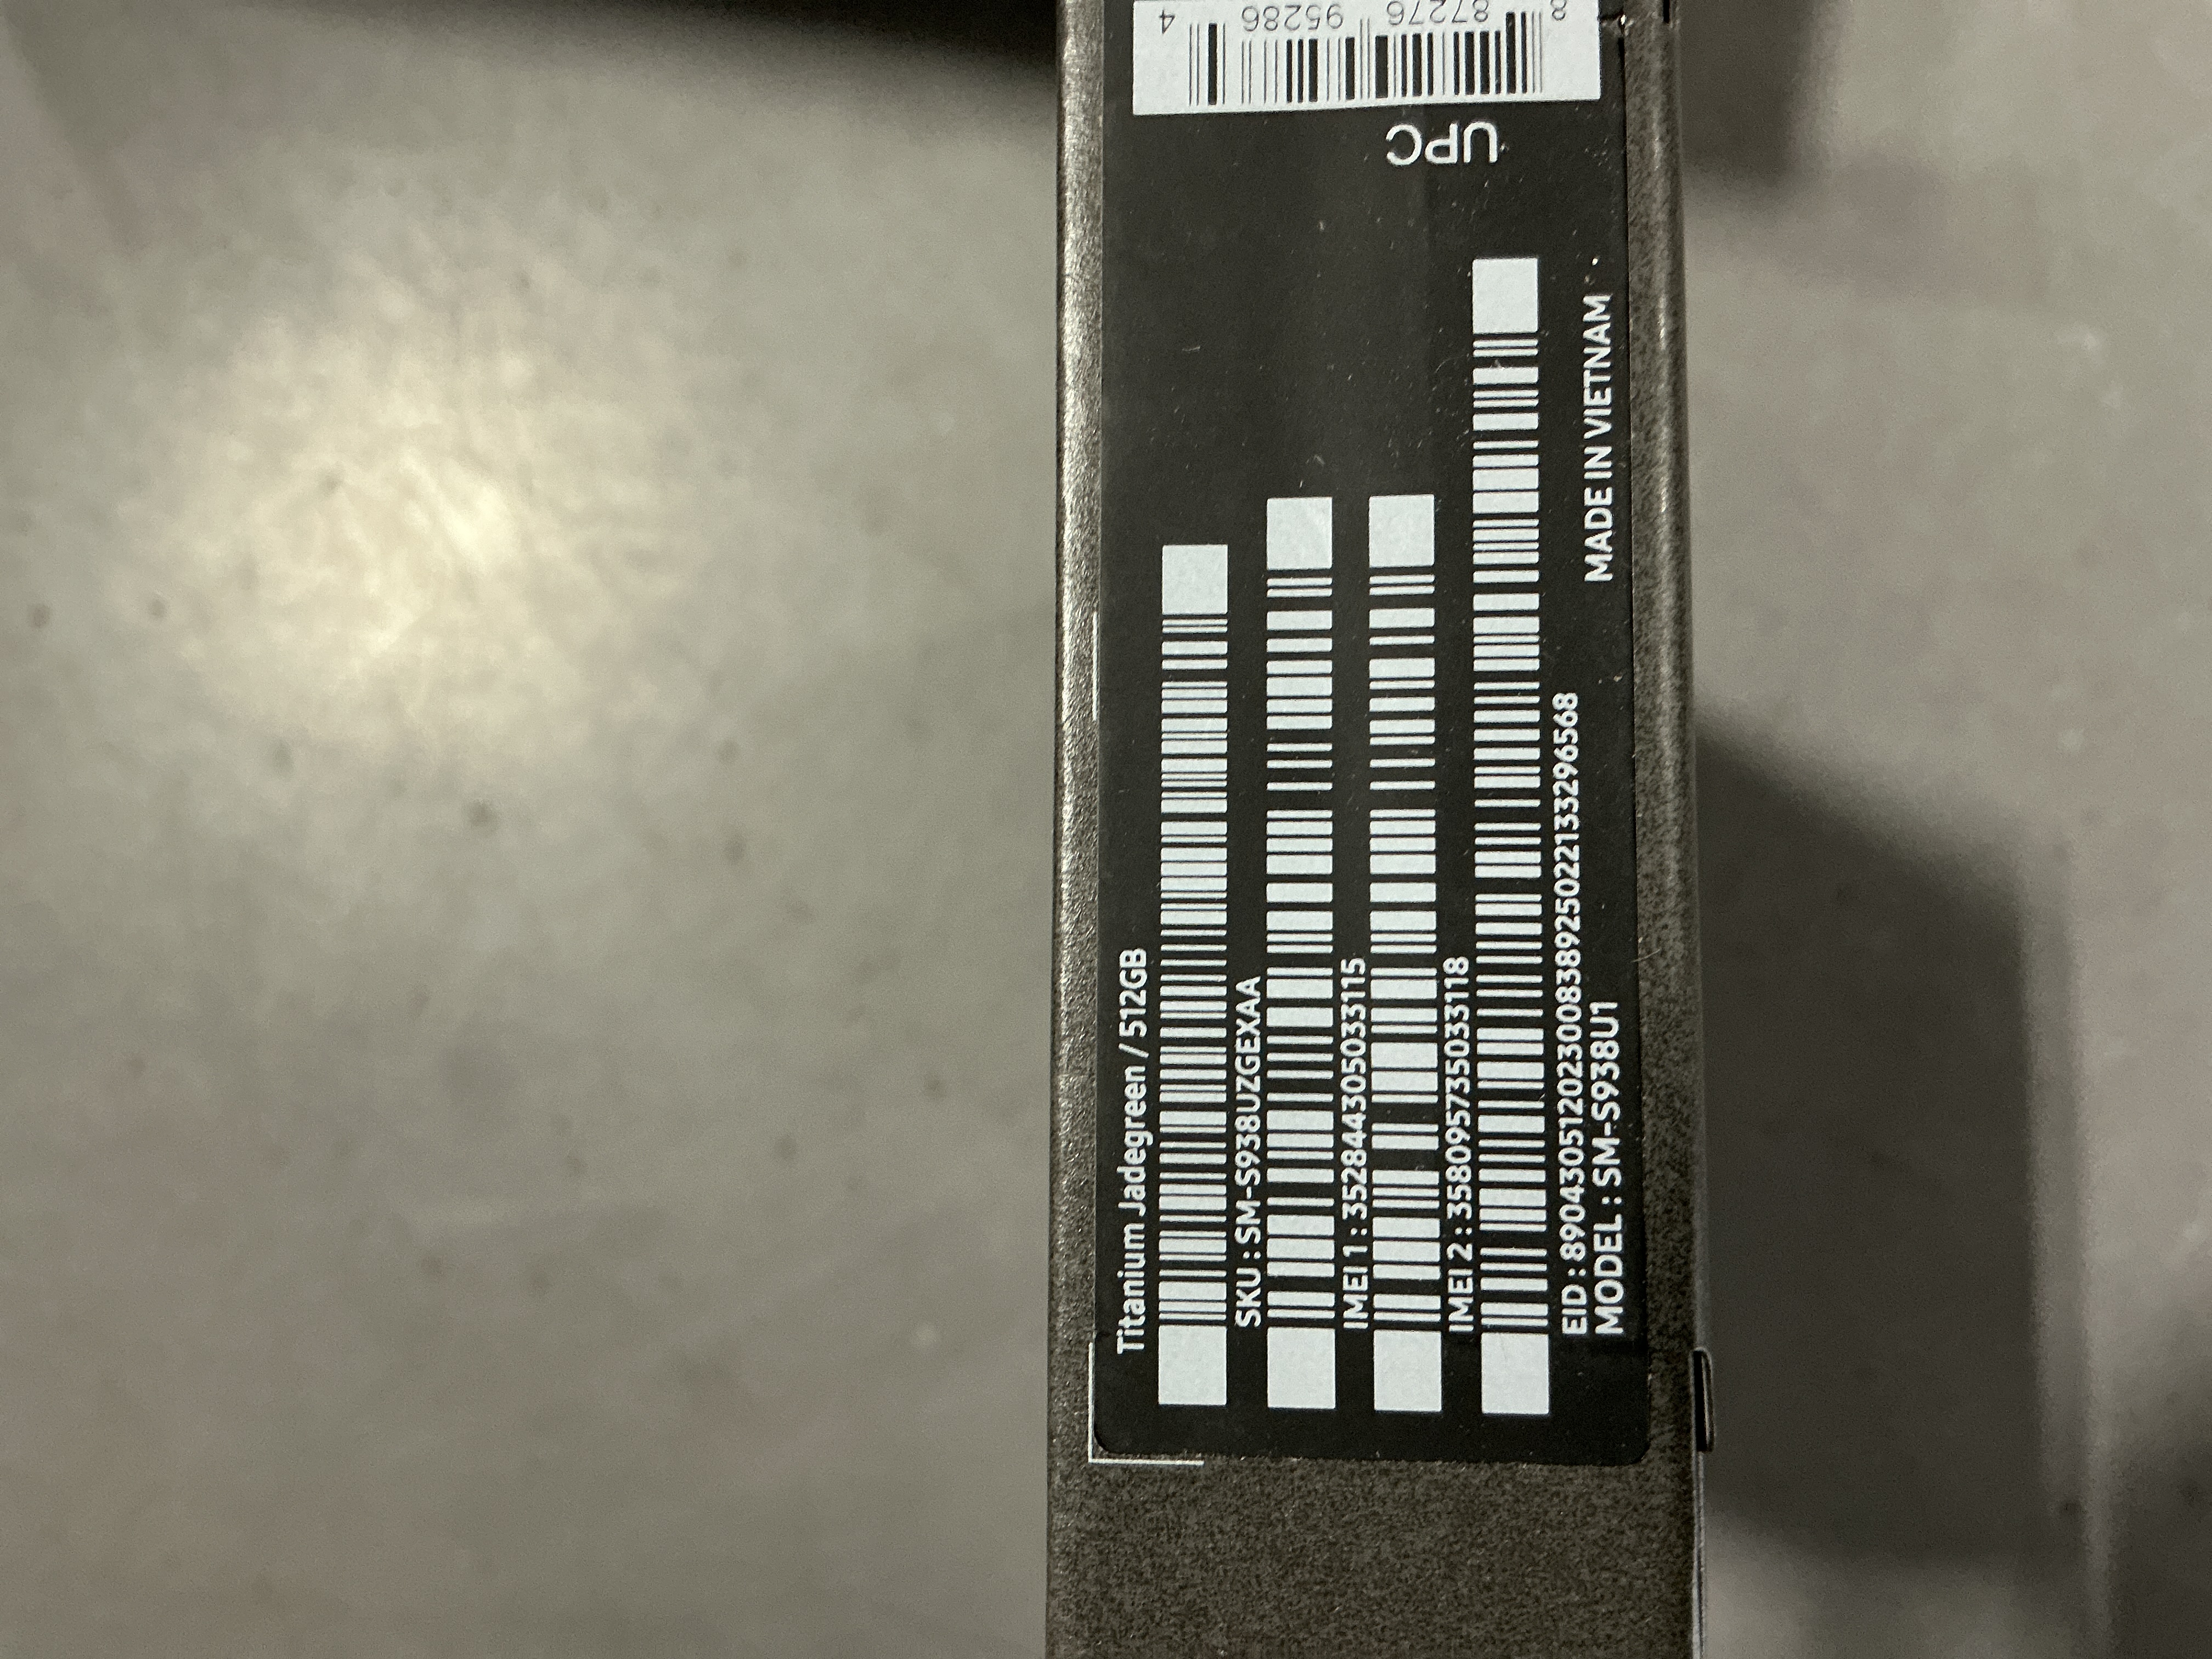 Titanium Jadegreen / 512GB
SKU : SM-S938UZGEXAA
IMEI 1 : 352844305033115
IMEI 2 : 358095735033118
EID : 89043051202300838925022133296568
MODEL : SM-S938U1
MADE IN VIETNAM
UPC
8 87276 95286 4